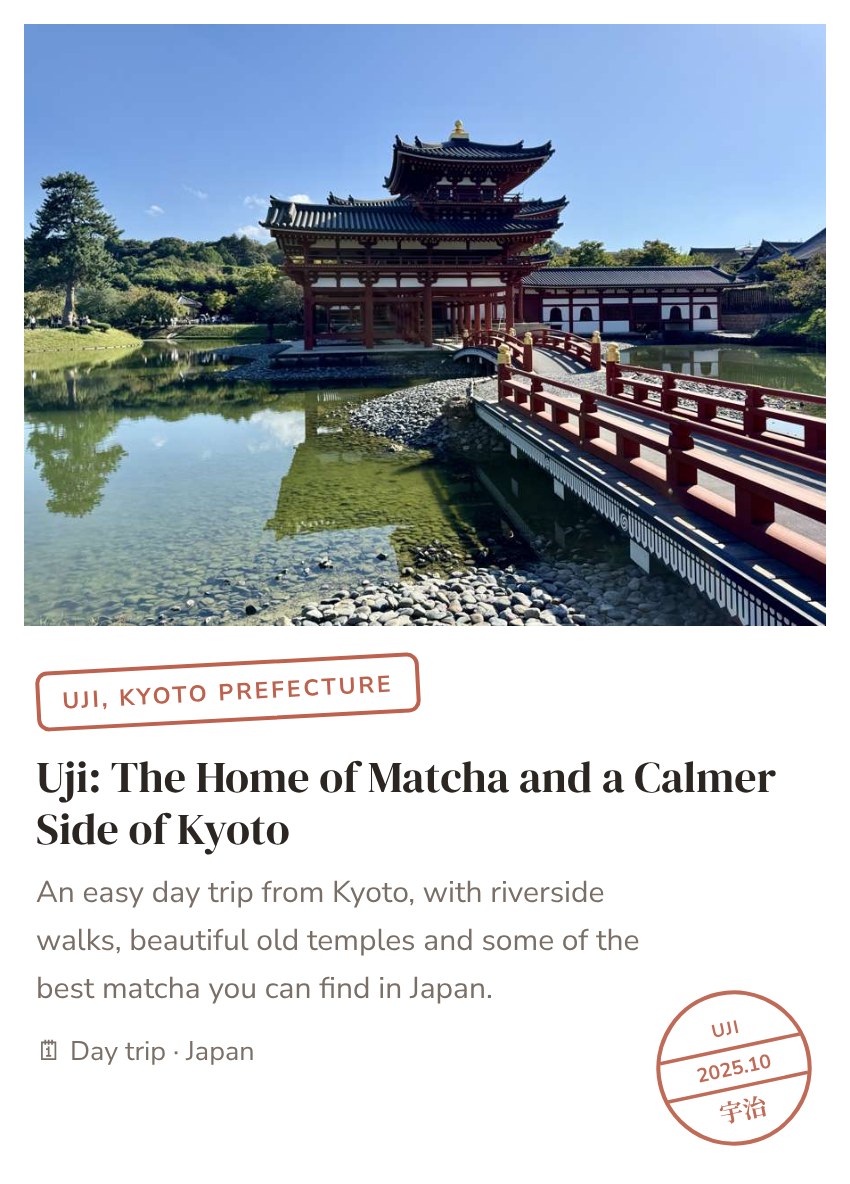 UJI, KYOTO PREFECTURE
Uji: The Home of Matcha and a Calmer
Side of Kyoto
An easy day trip from Kyoto, with riverside
walks, beautiful old temples and some of the
best matcha you can find in Japan.
Day trip · Japan
UJI
2025.10
宇治